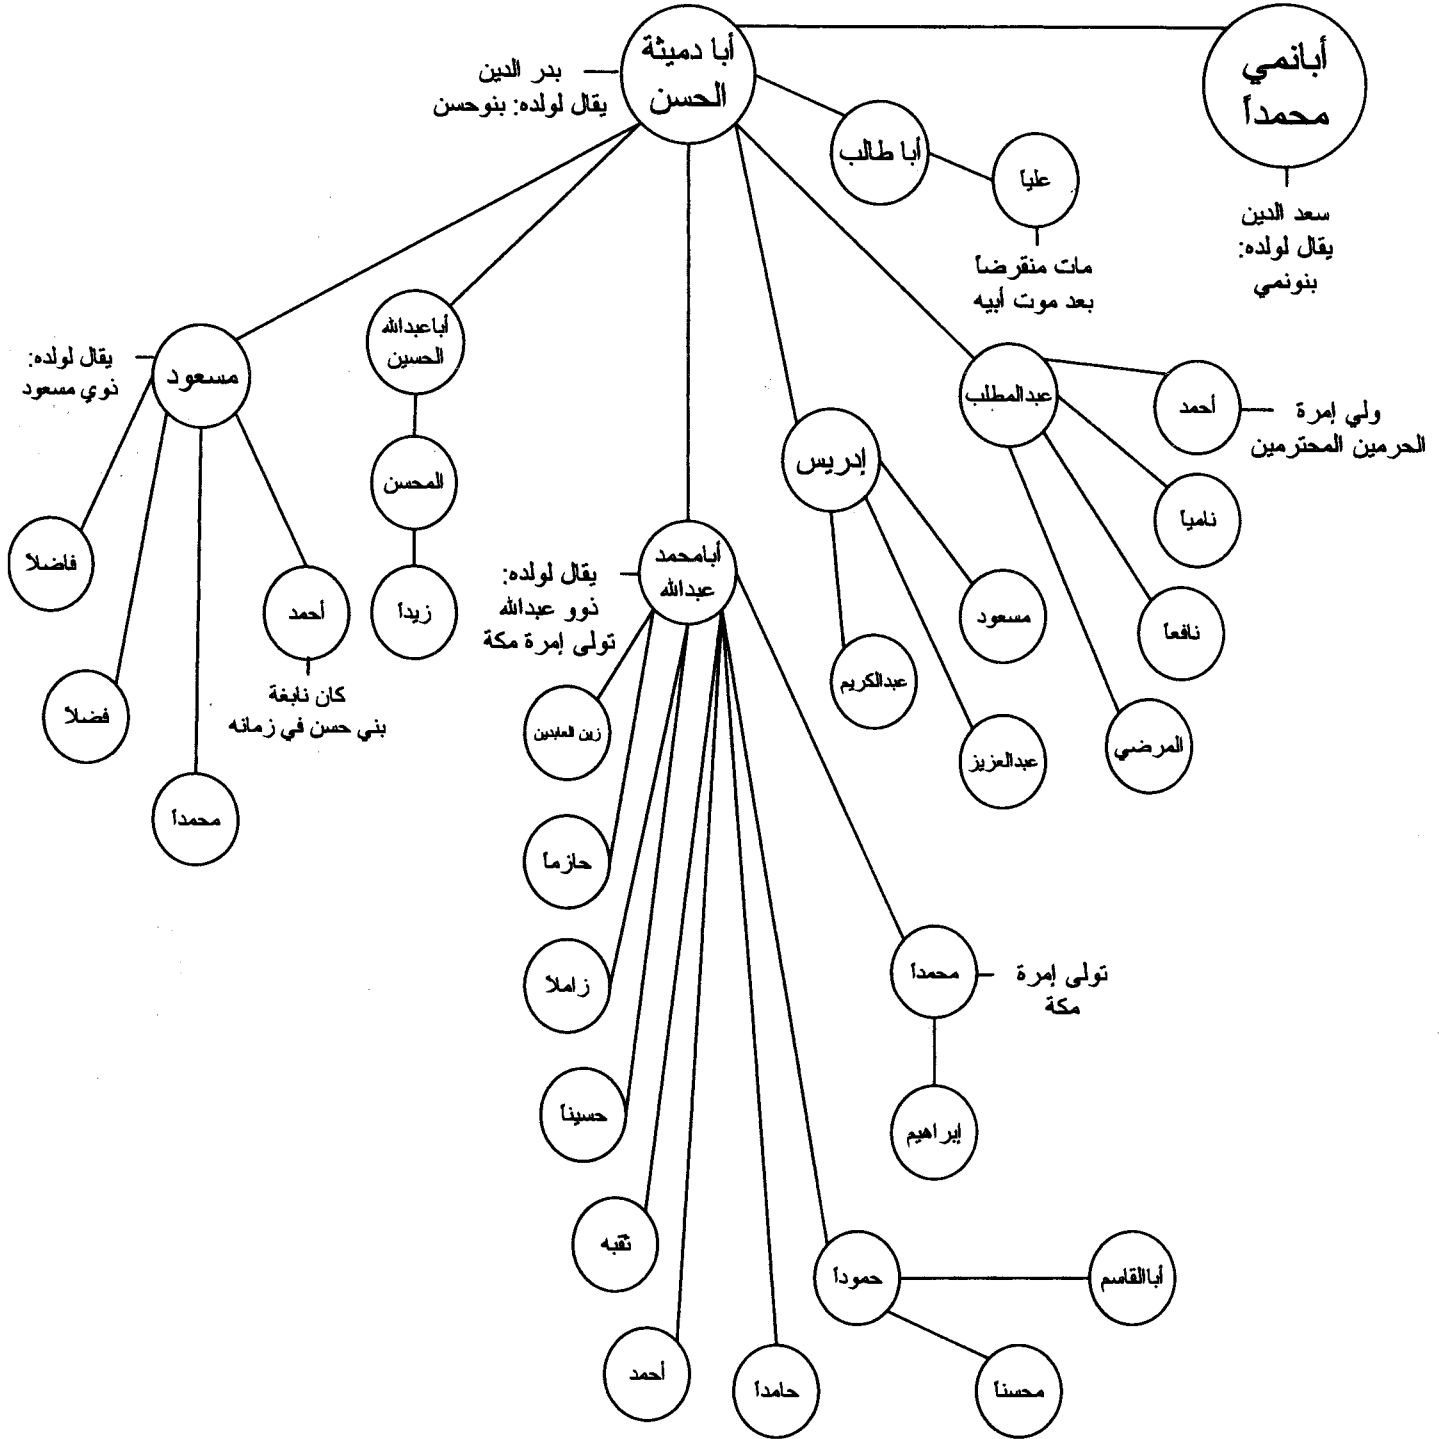 أبانمي
محمداً
سعد الدين
يقال لولده:
بنونمي
أبا دميثة
الحسن
بدر الدين
يقال لولده: بنوحسن
أبا طالب
علياً
مات منقرضاً
بعد موت أبيه
عبدالمطلب
أحمد
ولي إمرة
الحرمين المحترمين
نامياً
نافعاً
المرضي
إدريس
مسعود
عبدالعزيز
عبدالكريم
أبامحمد
عبدالله
يقال لولده:
ذوو عبدالله
تولى إمرة مكة
محمداً
تولى إمرة
مكة
إبراهيم
حموداً
أباالقاسم
محسناً
حامداً
أحمد
ثقبه
حسيناً
زاملاً
حازماً
زين العابدين
أباعبدالله
الحسين
المحسن
زيداً
مسعود
يقال لولده:
ذوي مسعود
أحمد
كان نابغة
بني حسن في زمانه
محمداً
فضلاً
فاضلاً